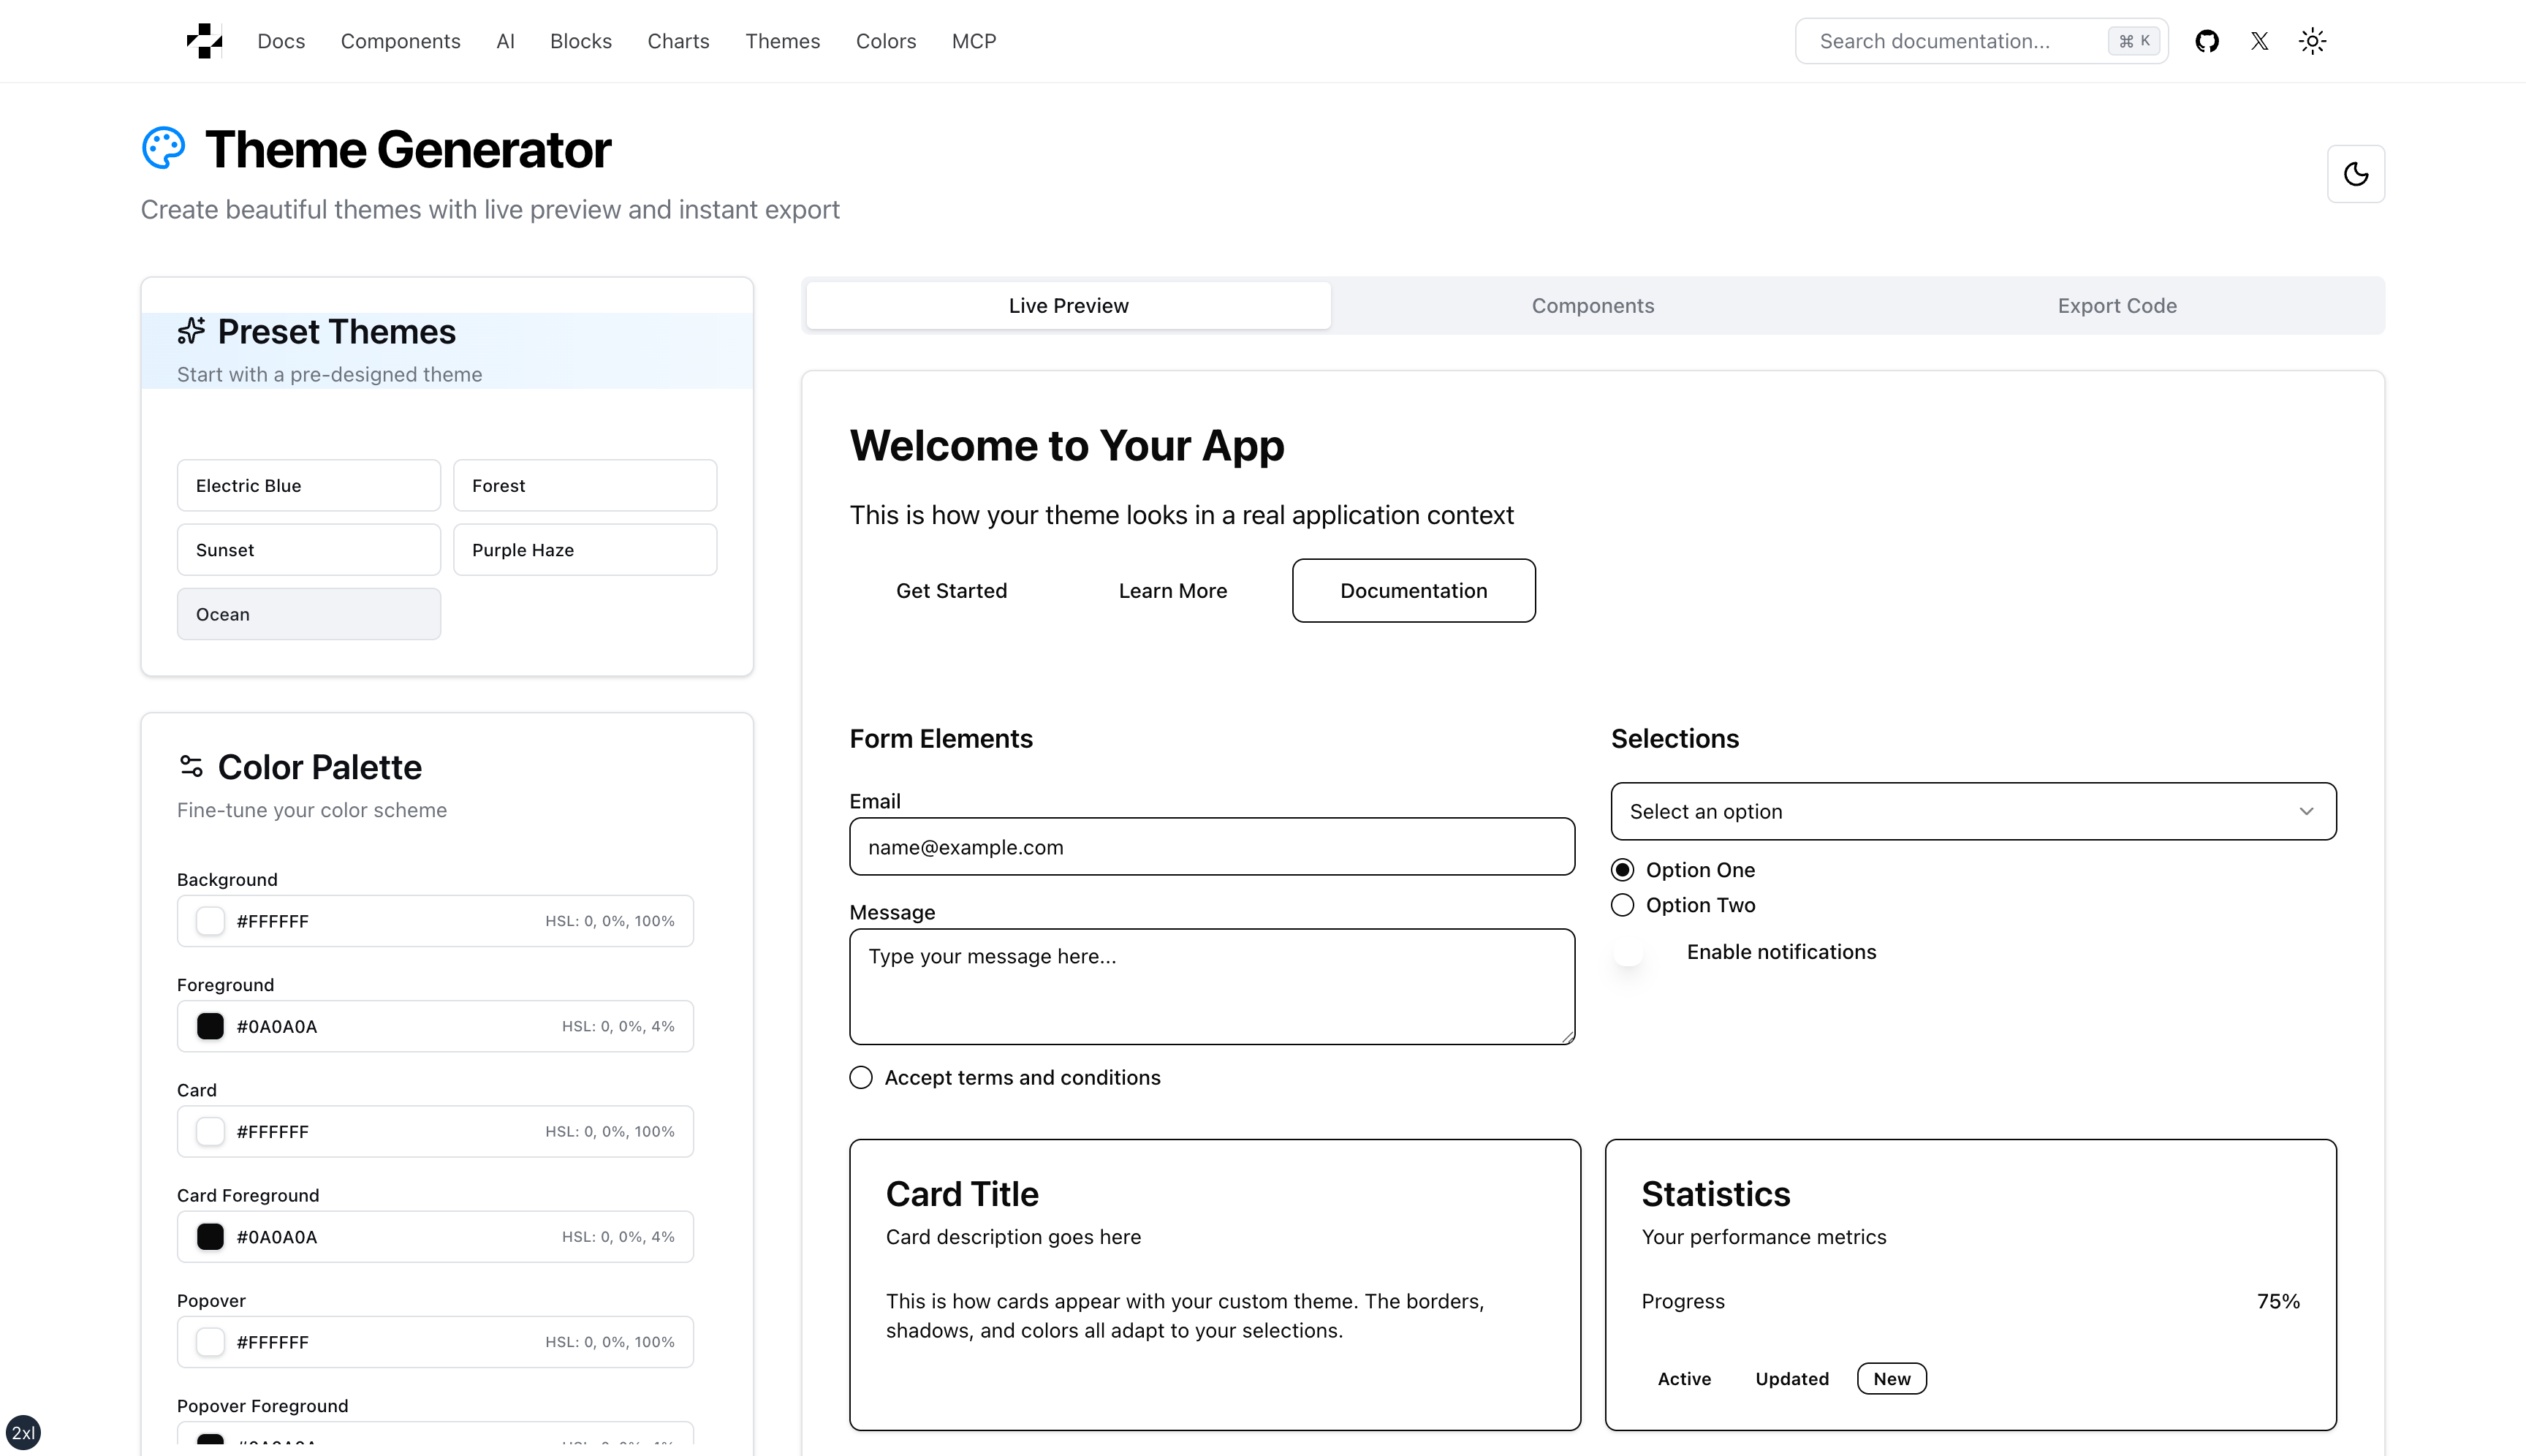 Docs Components AI Blocks Charts Themes Colors MCP
Search documentation... ⌘ K
Theme Generator
Create beautiful themes with live preview and instant export
Preset Themes
Start with a pre-designed theme
Electric Blue
Forest
Sunset
Purple Haze
Ocean
Color Palette
Fine-tune your color scheme
Background
#FFFFFF HSL: 0, 0%, 100%
Foreground
#0A0A0A HSL: 0, 0%, 4%
Card
#FFFFFF HSL: 0, 0%, 100%
Card Foreground
#0A0A0A HSL: 0, 0%, 4%
Popover
#FFFFFF HSL: 0, 0%, 100%
Popover Foreground
2xl
Live Preview Components Export Code
Welcome to Your App
This is how your theme looks in a real application context
Get Started Learn More Documentation
Form Elements
Email
name@example.com
Message
Type your message here...
Accept terms and conditions
Selections
Select an option
Option One
Option Two
Enable notifications
Card Title
Card description goes here
This is how cards appear with your custom theme. The borders,
shadows, and colors all adapt to your selections.
Statistics
Your performance metrics
Progress 75%
Active Updated New